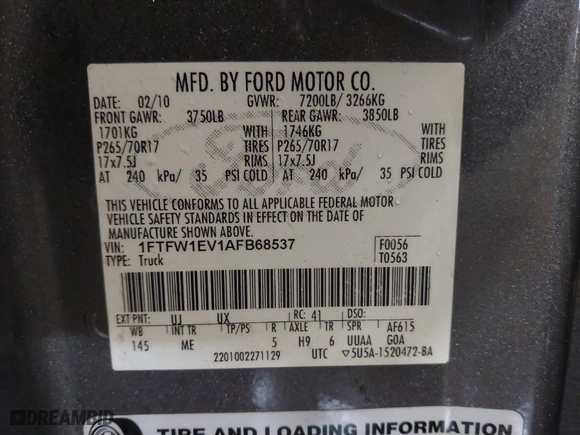 MFD. BY FORD MOTOR CO.
DATE: 02/10 GVWR: 7200LB/ 3266KG
FRONT GAWR: 3750LB REAR GAWR: 3850LB
1701KG WITH 1746KG WITH
P265/70R17 TIRES P265/70R17 TIRES
17x7.5J RIMS 17x7.5J RIMS
AT 240 kPa/ 35 PSI COLD AT 240 kPa/ 35 PSI COLD
Ford
THIS VEHICLE CONFORMS TO ALL APPLICABLE FEDERAL MOTOR
VEHICLE SAFETY STANDARDS IN EFFECT ON THE DATE OF
MANUFACTURE SHOWN ABOVE.
VIN: 1FTFW1EV1AFB68537 F0056
TYPE: Truck T0563
EXT PNT: UJ UX RC: 41 DSO:
WB INT TR TP/PS R AXLE TR SPR AF615
145 ME 5 H9 6 UUAA G0A
2201002271129 UTC ▽5U5A-1520472-BA
TIRE AND LOADING INFORMATION
DREAMBID